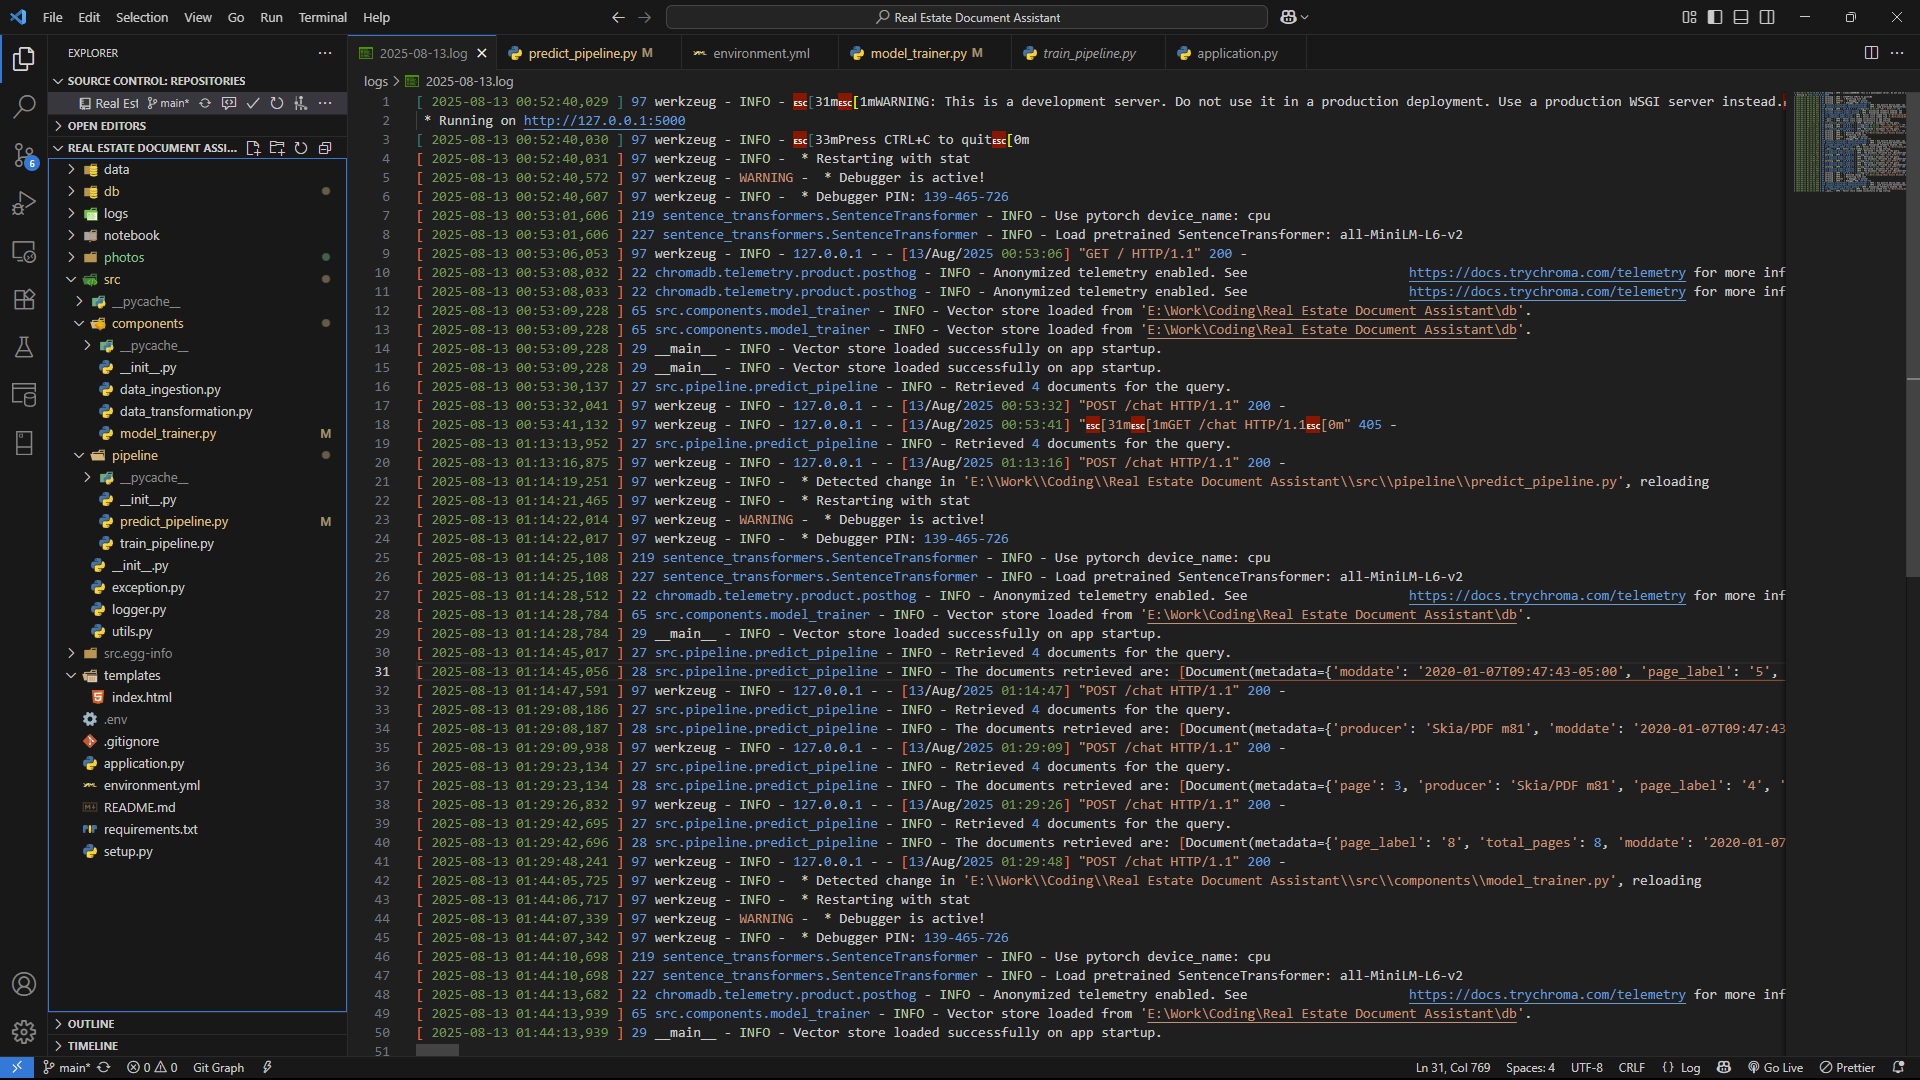 File Edit Selection View Go Run Terminal Help
Real Estate Document Assistant
EXPLORER
SOURCE CONTROL: REPOSITORIES
Real Est main*
OPEN EDITORS
REAL ESTATE DOCUMENT ASSI...
data
db
logs
notebook
photos
src
__pycache__
components
__pycache__
__init__.py
data_ingestion.py
data_transformation.py
model_trainer.py M
pipeline
__pycache__
__init__.py
predict_pipeline.py M
train_pipeline.py
__init__.py
exception.py
logger.py
utils.py
src.egg-info
templates
index.html
.env
.gitignore
application.py
environment.yml
README.md
requirements.txt
setup.py
OUTLINE
TIMELINE
6
2025-08-13.log
predict_pipeline.py M
environment.yml
model_trainer.py M
train_pipeline.py
application.py
logs > 2025-08-13.log
1 [ 2025-08-13 00:52:40,029 ] 97 werkzeug - INFO - ESC[31mESC[1mWARNING: This is a development server. Do not use it in a production deployment. Use a production WSGI server instead.
2 * Running on http://127.0.0.1:5000
3 [ 2025-08-13 00:52:40,030 ] 97 werkzeug - INFO - ESC[33mPress CTRL+C to quitESC[0m
4 [ 2025-08-13 00:52:40,031 ] 97 werkzeug - INFO -  * Restarting with stat
5 [ 2025-08-13 00:52:40,572 ] 97 werkzeug - WARNING -  * Debugger is active!
6 [ 2025-08-13 00:52:40,607 ] 97 werkzeug - INFO -  * Debugger PIN: 139-465-726
7 [ 2025-08-13 00:53:01,606 ] 219 sentence_transformers.SentenceTransformer - INFO - Use pytorch device_name: cpu
8 [ 2025-08-13 00:53:01,606 ] 227 sentence_transformers.SentenceTransformer - INFO - Load pretrained SentenceTransformer: all-MiniLM-L6-v2
9 [ 2025-08-13 00:53:06,053 ] 97 werkzeug - INFO - 127.0.0.1 - - [13/Aug/2025 00:53:06] "GET / HTTP/1.1" 200 -
10 [ 2025-08-13 00:53:08,032 ] 22 chromadb.telemetry.product.posthog - INFO - Anonymized telemetry enabled. See https://docs.trychroma.com/telemetry for more inf
11 [ 2025-08-13 00:53:08,033 ] 22 chromadb.telemetry.product.posthog - INFO - Anonymized telemetry enabled. See https://docs.trychroma.com/telemetry for more inf
12 [ 2025-08-13 00:53:09,228 ] 65 src.components.model_trainer - INFO - Vector store loaded from 'E:\Work\Coding\Real Estate Document Assistant\db'.
13 [ 2025-08-13 00:53:09,228 ] 65 src.components.model_trainer - INFO - Vector store loaded from 'E:\Work\Coding\Real Estate Document Assistant\db'.
14 [ 2025-08-13 00:53:09,228 ] 29 __main__ - INFO - Vector store loaded successfully on app startup.
15 [ 2025-08-13 00:53:09,228 ] 29 __main__ - INFO - Vector store loaded successfully on app startup.
16 [ 2025-08-13 00:53:30,137 ] 27 src.pipeline.predict_pipeline - INFO - Retrieved 4 documents for the query.
17 [ 2025-08-13 00:53:32,041 ] 97 werkzeug - INFO - 127.0.0.1 - - [13/Aug/2025 00:53:32] "POST /chat HTTP/1.1" 200 -
18 [ 2025-08-13 00:53:41,132 ] 97 werkzeug - INFO - 127.0.0.1 - - [13/Aug/2025 00:53:41] "ESC[31mESC[1mGET /chat HTTP/1.1ESC[0m" 405 -
19 [ 2025-08-13 01:13:13,952 ] 27 src.pipeline.predict_pipeline - INFO - Retrieved 4 documents for the query.
20 [ 2025-08-13 01:13:16,875 ] 97 werkzeug - INFO - 127.0.0.1 - - [13/Aug/2025 01:13:16] "POST /chat HTTP/1.1" 200 -
21 [ 2025-08-13 01:14:19,251 ] 97 werkzeug - INFO -  * Detected change in 'E:\\Work\\Coding\\Real Estate Document Assistant\\src\\pipeline\\predict_pipeline.py', reloading
22 [ 2025-08-13 01:14:21,465 ] 97 werkzeug - INFO -  * Restarting with stat
23 [ 2025-08-13 01:14:22,014 ] 97 werkzeug - WARNING -  * Debugger is active!
24 [ 2025-08-13 01:14:22,017 ] 97 werkzeug - INFO -  * Debugger PIN: 139-465-726
25 [ 2025-08-13 01:14:25,108 ] 219 sentence_transformers.SentenceTransformer - INFO - Use pytorch device_name: cpu
26 [ 2025-08-13 01:14:25,108 ] 227 sentence_transformers.SentenceTransformer - INFO - Load pretrained SentenceTransformer: all-MiniLM-L6-v2
27 [ 2025-08-13 01:14:28,512 ] 22 chromadb.telemetry.product.posthog - INFO - Anonymized telemetry enabled. See https://docs.trychroma.com/telemetry for more inf
28 [ 2025-08-13 01:14:28,784 ] 65 src.components.model_trainer - INFO - Vector store loaded from 'E:\Work\Coding\Real Estate Document Assistant\db'.
29 [ 2025-08-13 01:14:28,784 ] 29 __main__ - INFO - Vector store loaded successfully on app startup.
30 [ 2025-08-13 01:14:45,017 ] 27 src.pipeline.predict_pipeline - INFO - Retrieved 4 documents for the query.
31 [ 2025-08-13 01:14:45,056 ] 28 src.pipeline.predict_pipeline - INFO - The documents retrieved are: [Document(metadata={'moddate': '2020-01-07T09:47:43-05:00', 'page_label': '5',
32 [ 2025-08-13 01:14:47,591 ] 97 werkzeug - INFO - 127.0.0.1 - - [13/Aug/2025 01:14:47] "POST /chat HTTP/1.1" 200 -
33 [ 2025-08-13 01:29:08,186 ] 27 src.pipeline.predict_pipeline - INFO - Retrieved 4 documents for the query.
34 [ 2025-08-13 01:29:08,187 ] 28 src.pipeline.predict_pipeline - INFO - The documents retrieved are: [Document(metadata={'producer': 'Skia/PDF m81', 'moddate': '2020-01-07T09:47:43
35 [ 2025-08-13 01:29:09,938 ] 97 werkzeug - INFO - 127.0.0.1 - - [13/Aug/2025 01:29:09] "POST /chat HTTP/1.1" 200 -
36 [ 2025-08-13 01:29:23,134 ] 27 src.pipeline.predict_pipeline - INFO - Retrieved 4 documents for the query.
37 [ 2025-08-13 01:29:23,134 ] 28 src.pipeline.predict_pipeline - INFO - The documents retrieved are: [Document(metadata={'page': 3, 'producer': 'Skia/PDF m81', 'page_label': '4', '
38 [ 2025-08-13 01:29:26,832 ] 97 werkzeug - INFO - 127.0.0.1 - - [13/Aug/2025 01:29:26] "POST /chat HTTP/1.1" 200 -
39 [ 2025-08-13 01:29:42,695 ] 27 src.pipeline.predict_pipeline - INFO - Retrieved 4 documents for the query.
40 [ 2025-08-13 01:29:42,696 ] 28 src.pipeline.predict_pipeline - INFO - The documents retrieved are: [Document(metadata={'page_label': '8', 'total_pages': 8, 'moddate': '2020-01-07
41 [ 2025-08-13 01:29:48,241 ] 97 werkzeug - INFO - 127.0.0.1 - - [13/Aug/2025 01:29:48] "POST /chat HTTP/1.1" 200 -
42 [ 2025-08-13 01:44:05,725 ] 97 werkzeug - INFO -  * Detected change in 'E:\\Work\\Coding\\Real Estate Document Assistant\\src\\components\\model_trainer.py', reloading
43 [ 2025-08-13 01:44:06,717 ] 97 werkzeug - INFO -  * Restarting with stat
44 [ 2025-08-13 01:44:07,339 ] 97 werkzeug - WARNING -  * Debugger is active!
45 [ 2025-08-13 01:44:07,342 ] 97 werkzeug - INFO -  * Debugger PIN: 139-465-726
46 [ 2025-08-13 01:44:10,698 ] 219 sentence_transformers.SentenceTransformer - INFO - Use pytorch device_name: cpu
47 [ 2025-08-13 01:44:10,698 ] 227 sentence_transformers.SentenceTransformer - INFO - Load pretrained SentenceTransformer: all-MiniLM-L6-v2
48 [ 2025-08-13 01:44:13,682 ] 22 chromadb.telemetry.product.posthog - INFO - Anonymized telemetry enabled. See https://docs.trychroma.com/telemetry for more inf
49 [ 2025-08-13 01:44:13,939 ] 65 src.components.model_trainer - INFO - Vector store loaded from 'E:\Work\Coding\Real Estate Document Assistant\db'.
50 [ 2025-08-13 01:44:13,939 ] 29 __main__ - INFO - Vector store loaded successfully on app startup.
51
main* 0 0 Git Graph Ln 31, Col 769 Spaces: 4 UTF-8 CRLF {} Log Go Live Prettier